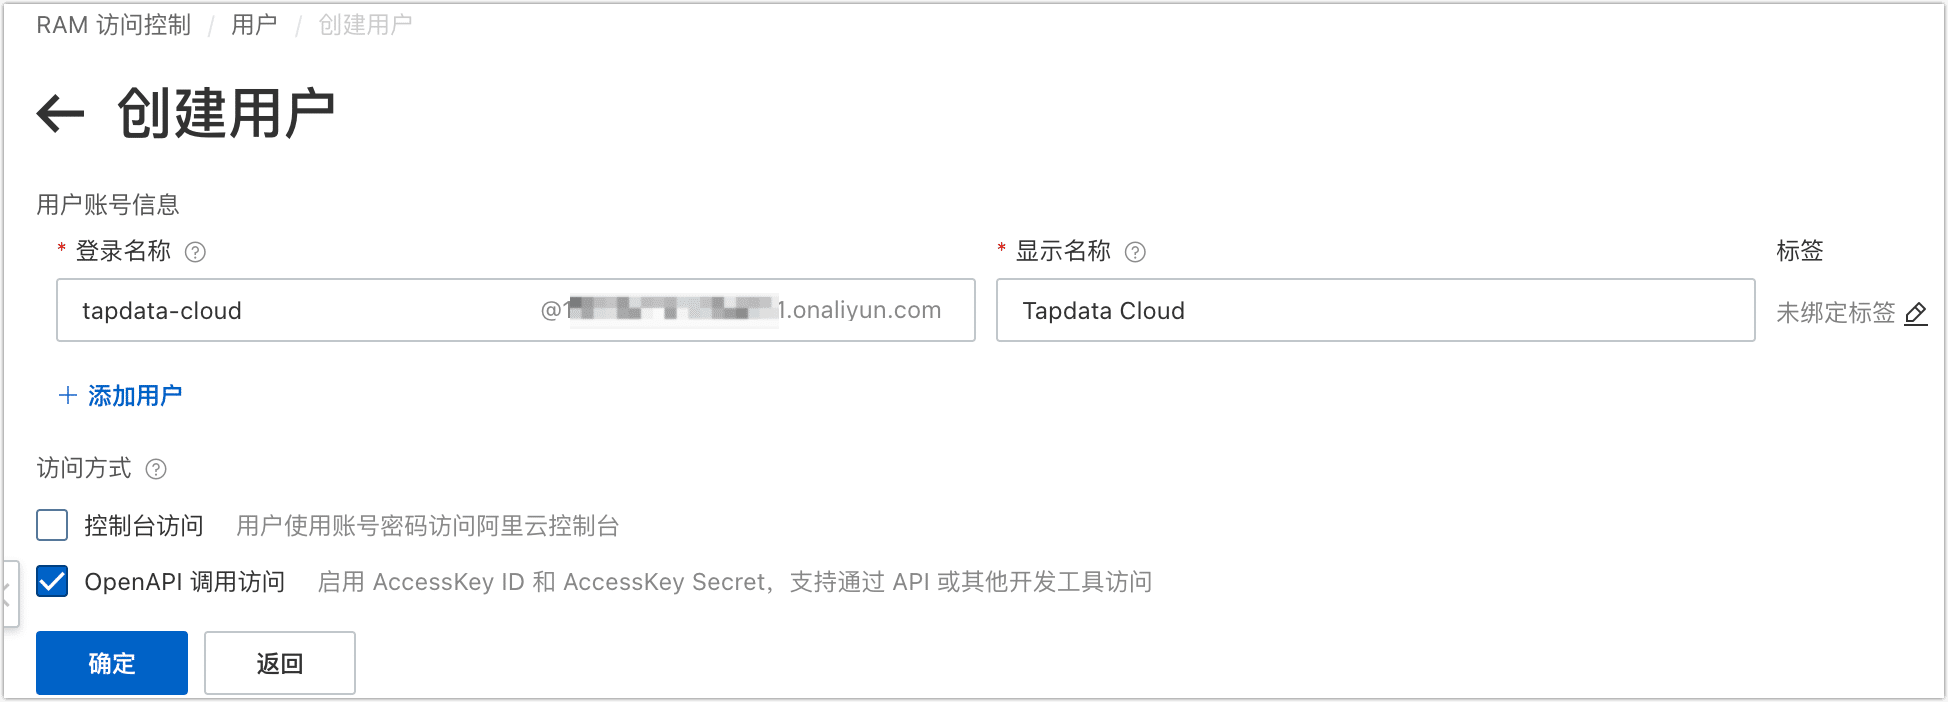 RAM 访问控制 / 用户 / 创建用户
创建用户
用户账号信息
* 登录名称 ? * 显示名称 ? 标签
tapdata-cloud @1 1.onaliyun.com Tapdata Cloud 未绑定标签
+ 添加用户
访问方式 ?
控制台访问 用户使用账号密码访问阿里云控制台
OpenAPI 调用访问 启用 AccessKey ID 和 AccessKey Secret，支持通过 API 或其他开发工具访问
确定 返回